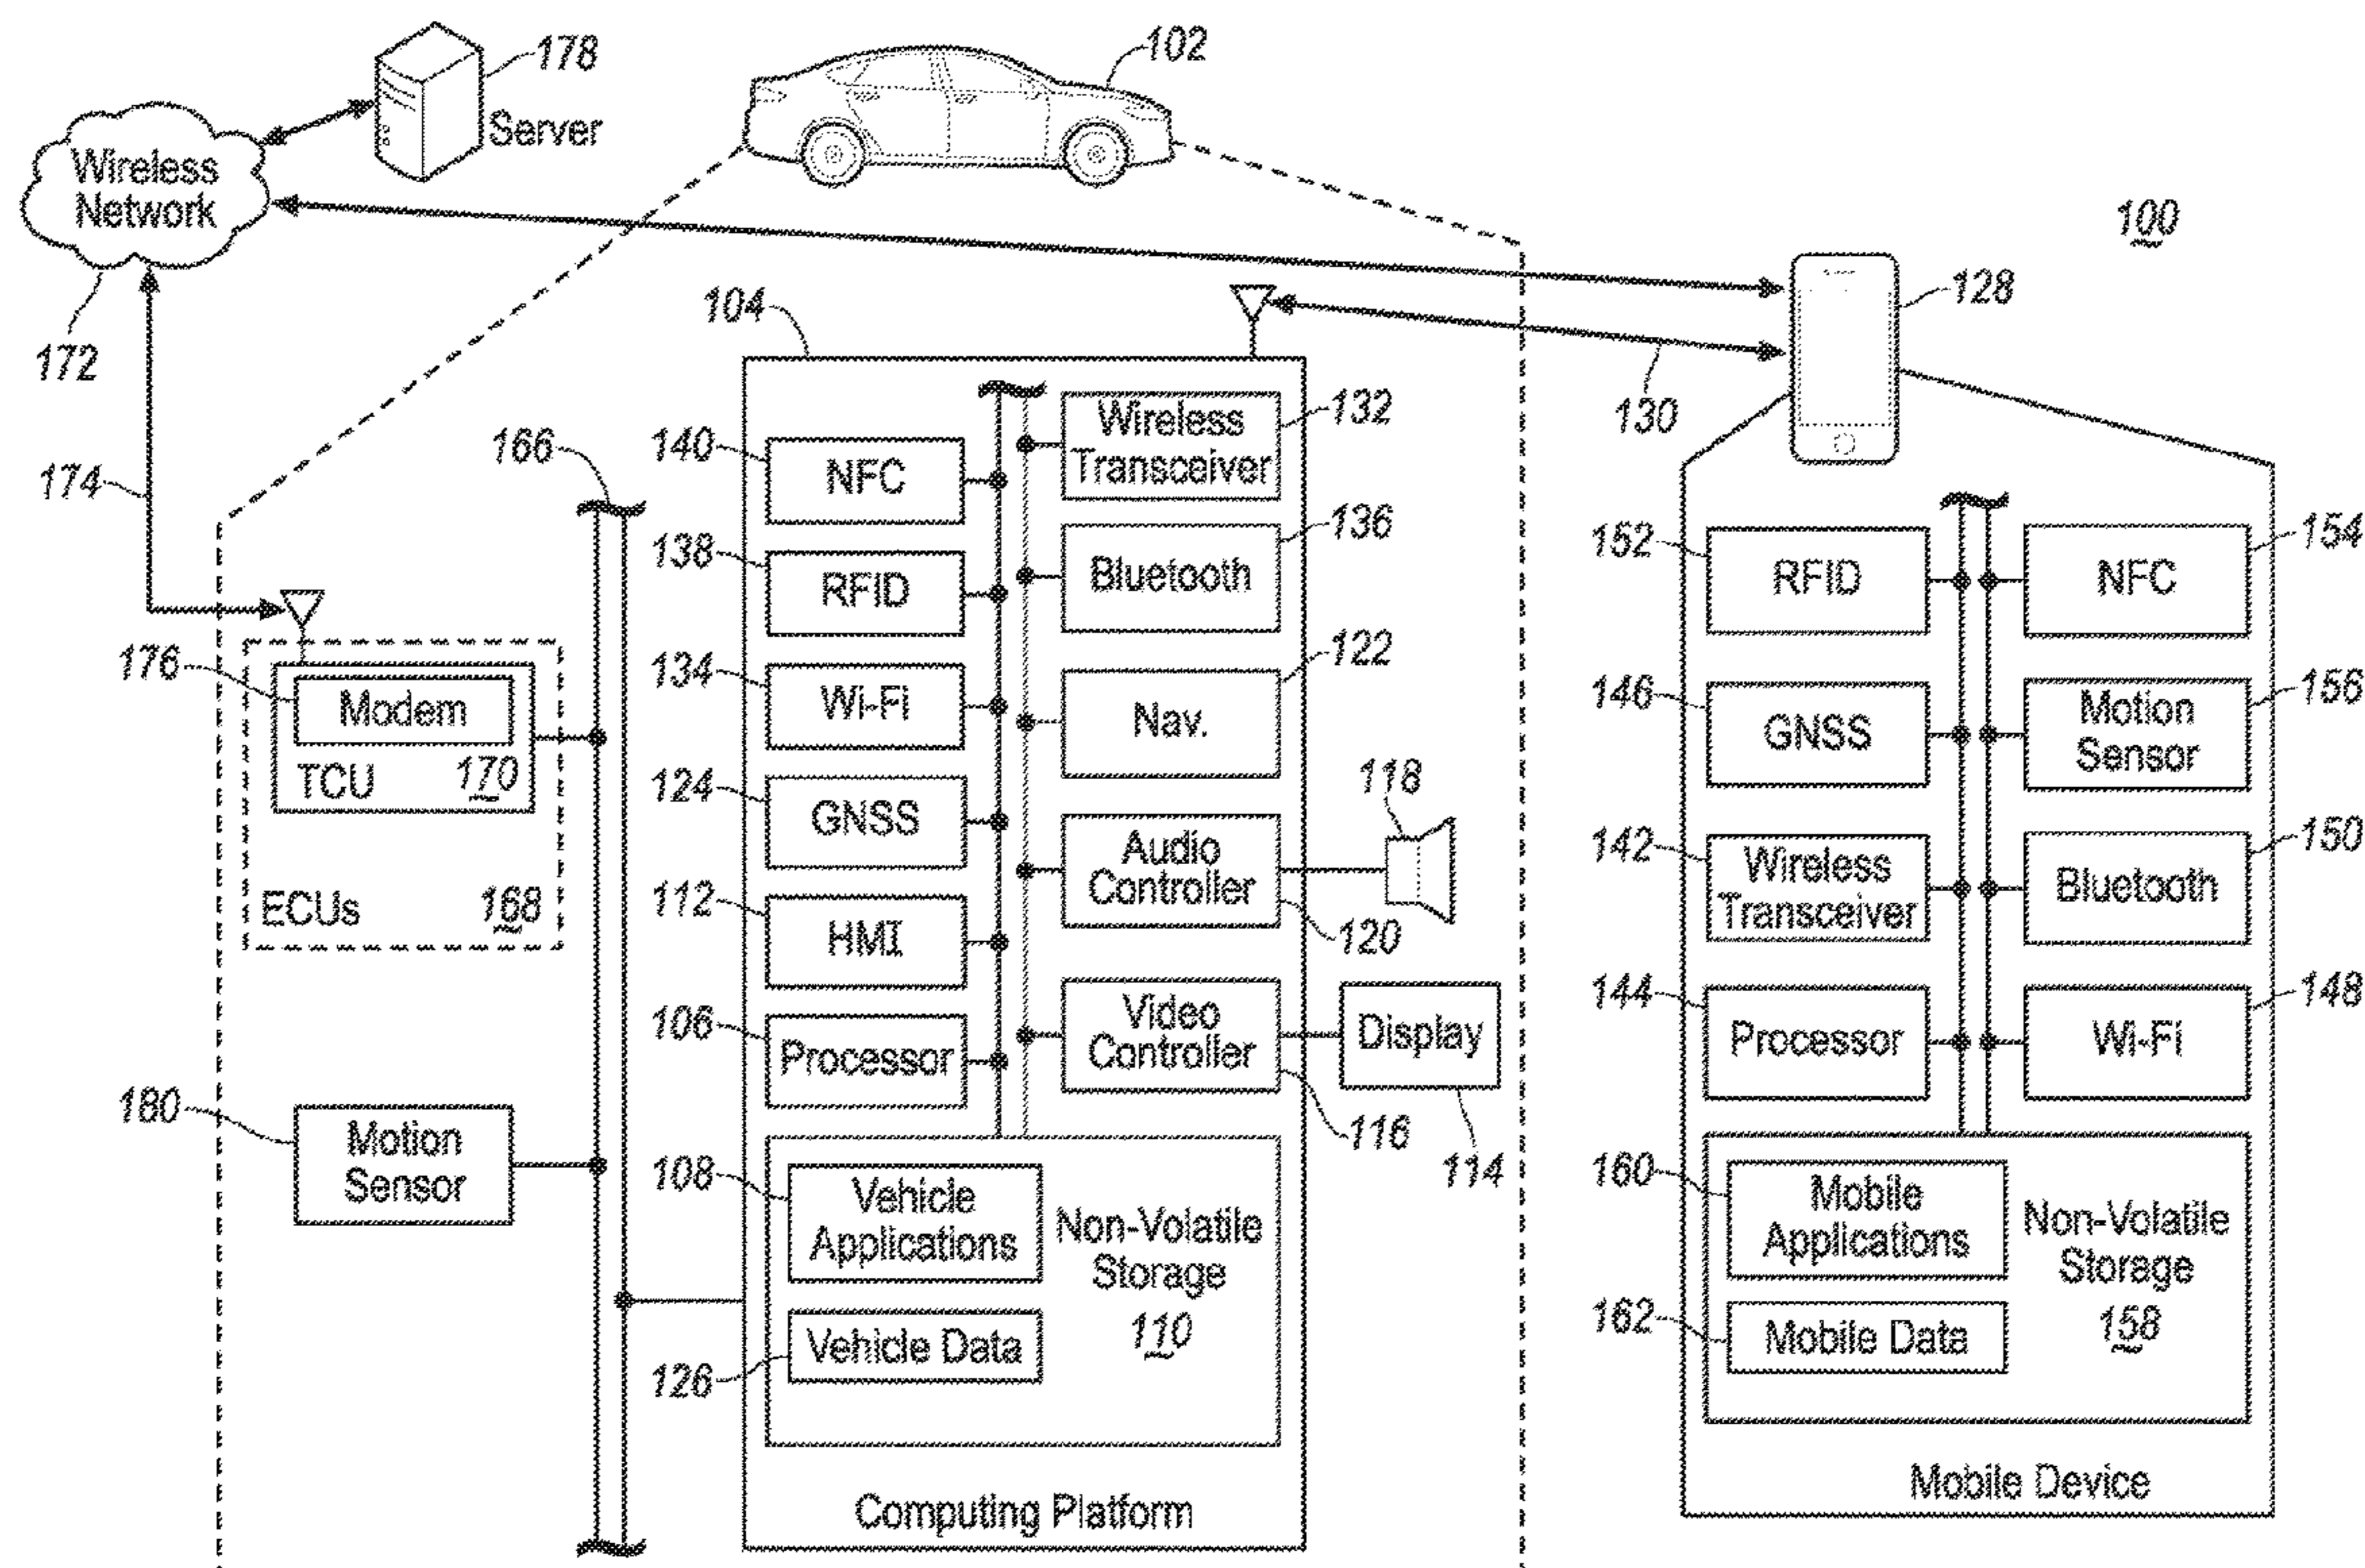 178
Server
102
Wireless
Network
172
174
100
128
130
104
166
140
NFC
138
RFID
134
Wi-Fi
124
GNSS
112
HMI
106
Processor
Wireless
Transceiver
132
Bluetooth
136
Nav.
122
Audio
Controller
120
118
Video
Controller
116
Display
114
108
Vehicle
Applications
126
Vehicle Data
Non-Volatile
Storage
110
Computing Platform
176
Modem
TCU
170
ECUs
168
180
Motion
Sensor
152
RFID
NFC
154
146
GNSS
Motion
Sensor
156
142
Wireless
Transceiver
Bluetooth
150
144
Processor
Wi-Fi
148
160
Mobile
Applications
162
Mobile Data
Non-Volatile
Storage
158
Mobile Device